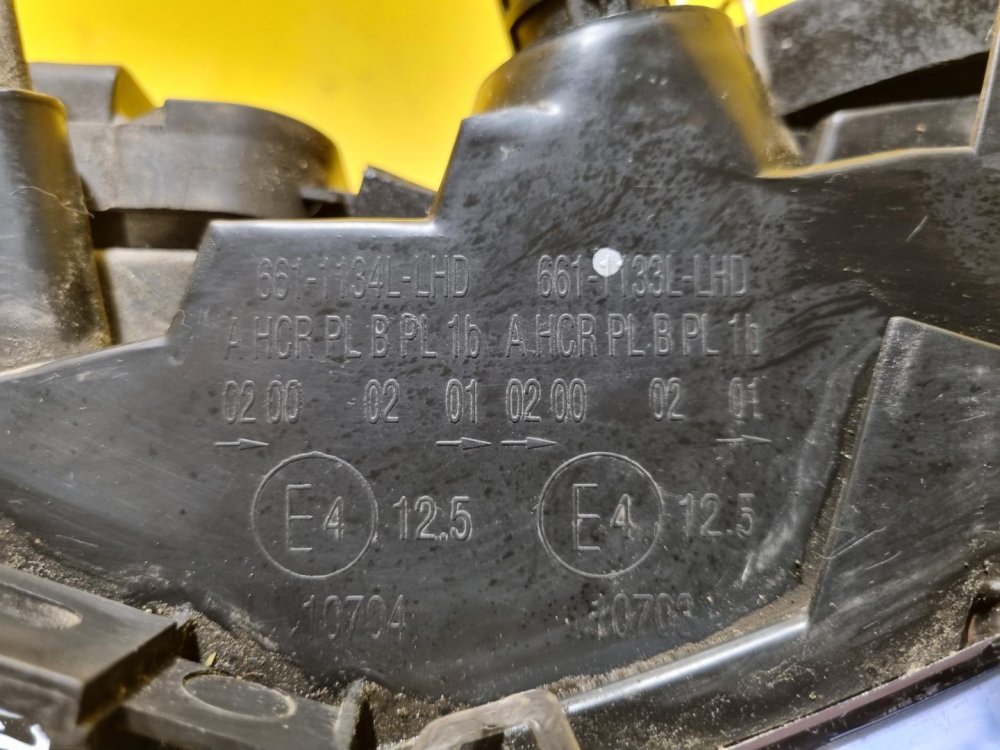 661-1134L-LHD 661-1133L-LHD
A HCR PL B PL 1b A HCR PL B PL 1b
02 00 02 01 02 00 02 01
E4 12.5 E4 12.5
10704 10703